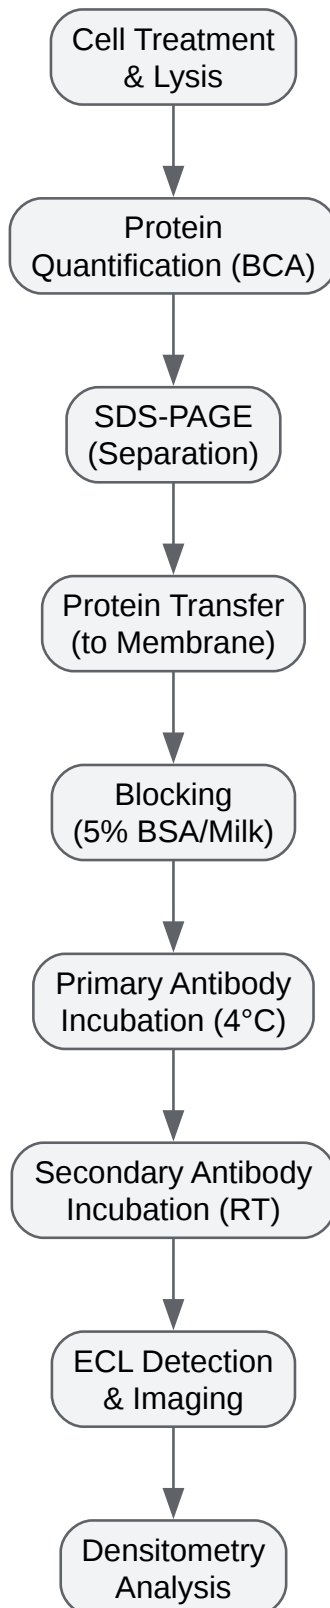 Cell Treatment
& Lysis
Protein
Quantification (BCA)
SDS-PAGE
(Separation)
Protein Transfer
(to Membrane)
Blocking
(5% BSA/Milk)
Primary Antibody
Incubation (4°C)
Secondary Antibody
Incubation (RT)
ECL Detection
& Imaging
Densitometry
Analysis